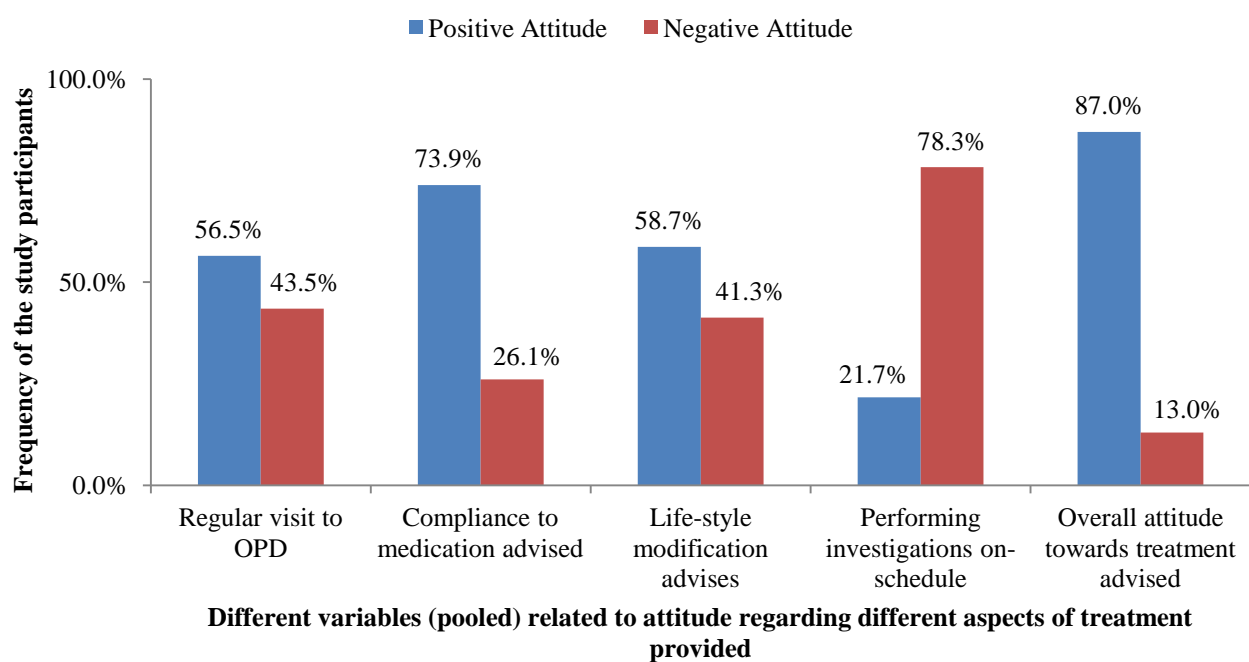 Positive Attitude Negative Attitude
Frequency of the study participants
100.0%
50.0%
0.0%
56.5%
43.5%
73.9%
26.1%
58.7%
41.3%
21.7%
78.3%
87.0%
13.0%
Regular visit to
OPD
Compliance to
medication advised
Life-style
modification
advises
Performing
investigations on-
schedule
Overall attitude
towards treatment
advised
Different variables (pooled) related to attitude regarding different aspects of treatment
provided